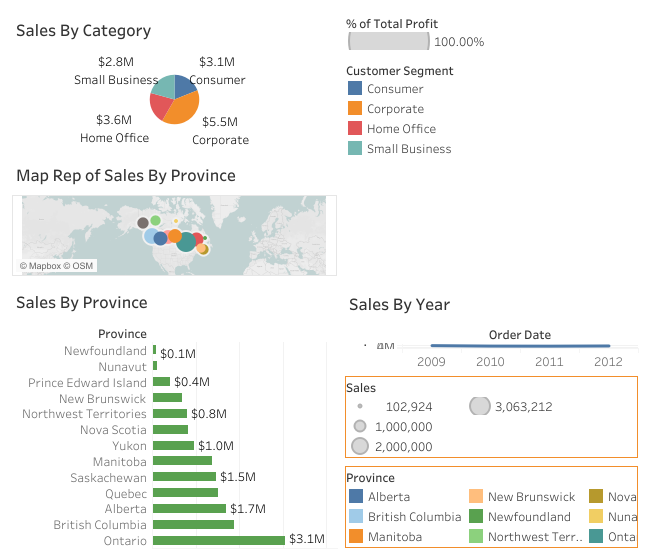 Sales By Category
$2.8M
Small Business
$3.1M
Consumer
$3.6M
Home Office
$5.5M
Corporate
% of Total Profit
100.00%
Customer Segment
Consumer
Corporate
Home Office
Small Business
Map Rep of Sales By Province
© Mapbox © OSM
Sales By Province
Province
Newfoundland $0.1M
Nunavut
Prince Edward Island $0.4M
New Brunswick
Northwest Territories $0.8M
Nova Scotia
Yukon $1.0M
Manitoba
Saskachewan $1.5M
Quebec
Alberta $1.7M
British Columbia
Ontario $3.1M
Sales By Year
Order Date
2009 2010 2011 2012
Sales
102,924 3,063,212
1,000,000
2,000,000
Province
Alberta New Brunswick Nova
British Columbia Newfoundland Nuna
Manitoba Northwest Terr.. Onta